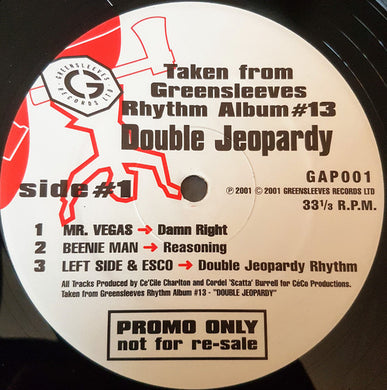 GREENSLEEVES
RECORDS LTD
G
Taken from
Greensleeves
Rhythm Album #13
Double Jeopardy
side #1
GAP001
℗ 2001 © 2001 GREENSLEEVES RECORDS LTD
33⅓ R.P.M.
1 MR. VEGAS → Damn Right
2 BEENIE MAN → Reasoning
3 LEFT SIDE & ESCO → Double Jeopardy Rhythm
All Tracks Produced by Ce'Cile Charlton and Cordel 'Scatta' Burrell for CéCo Productions.
Taken from Greensleeves Rhythm Album #13 - "DOUBLE JEOPARDY"
PROMO ONLY
not for re-sale